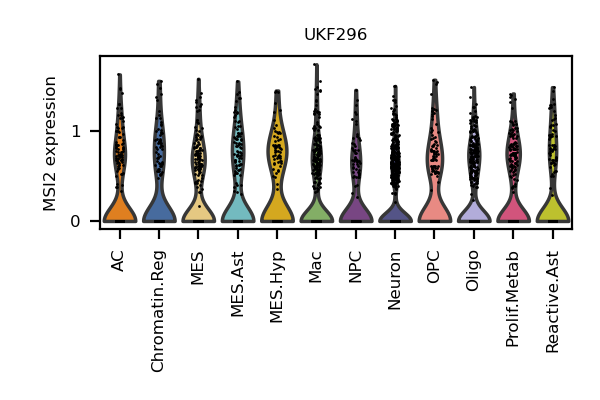 UKF296
MSI2 expression
1
0
AC
Chromatin.Reg
MES
MES.Ast
MES.Hyp
Mac
NPC
Neuron
OPC
Oligo
Prolif.Metab
Reactive.Ast